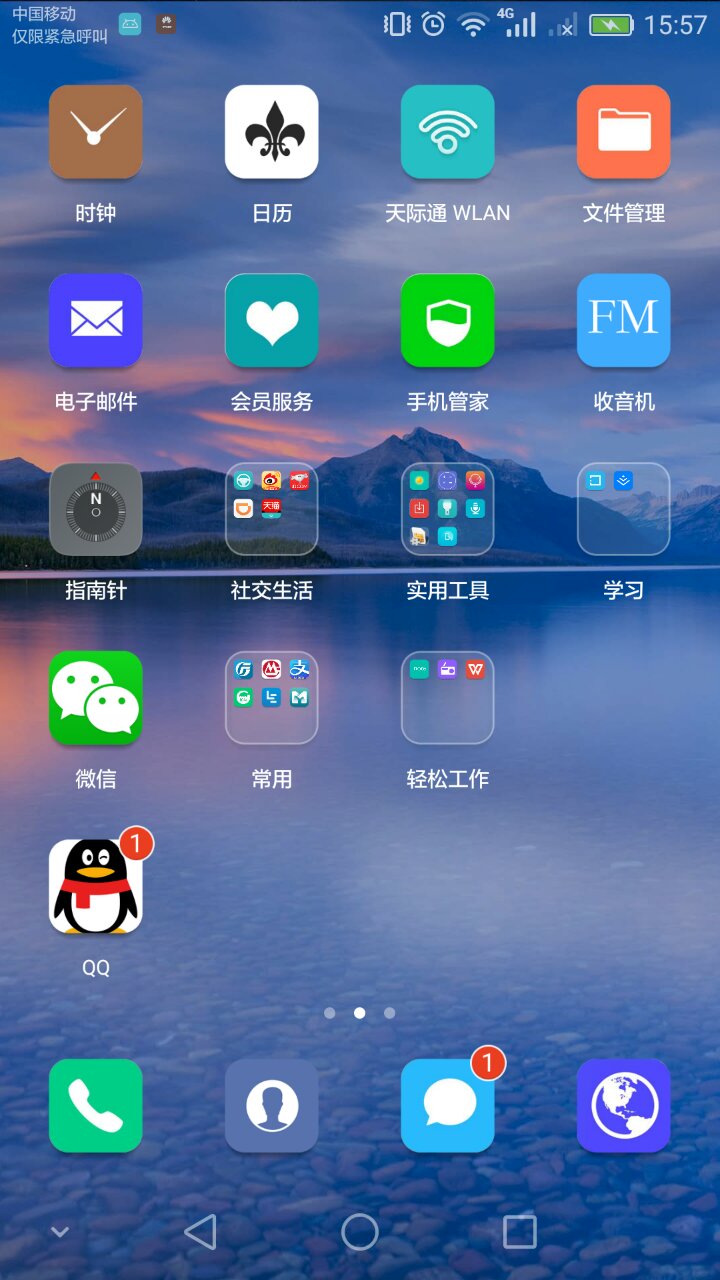 中国移动
仅限紧急呼叫
4G
15:57
时钟
日历
天际通 WLAN
文件管理
FM
电子邮件
会员服务
手机管家
收音机
N
天猫
指南针
社交生活
实用工具
学习
微信
常用
轻松工作
1
QQ
1